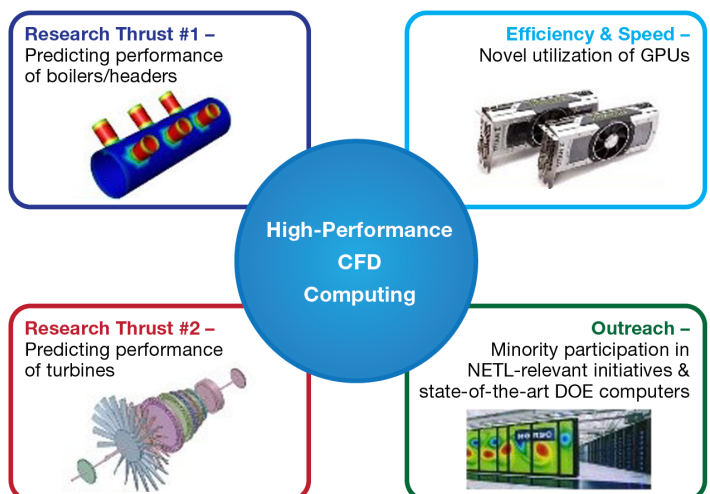 Research Thrust #1 –
Predicting performance
of boilers/headers
Efficiency & Speed –
Novel utilization of GPUs
High-Performance
CFD
Computing
Research Thrust #2 –
Predicting performance
of turbines
Outreach –
Minority participation in
NETL-relevant initiatives &
state-of-the-art DOE computers